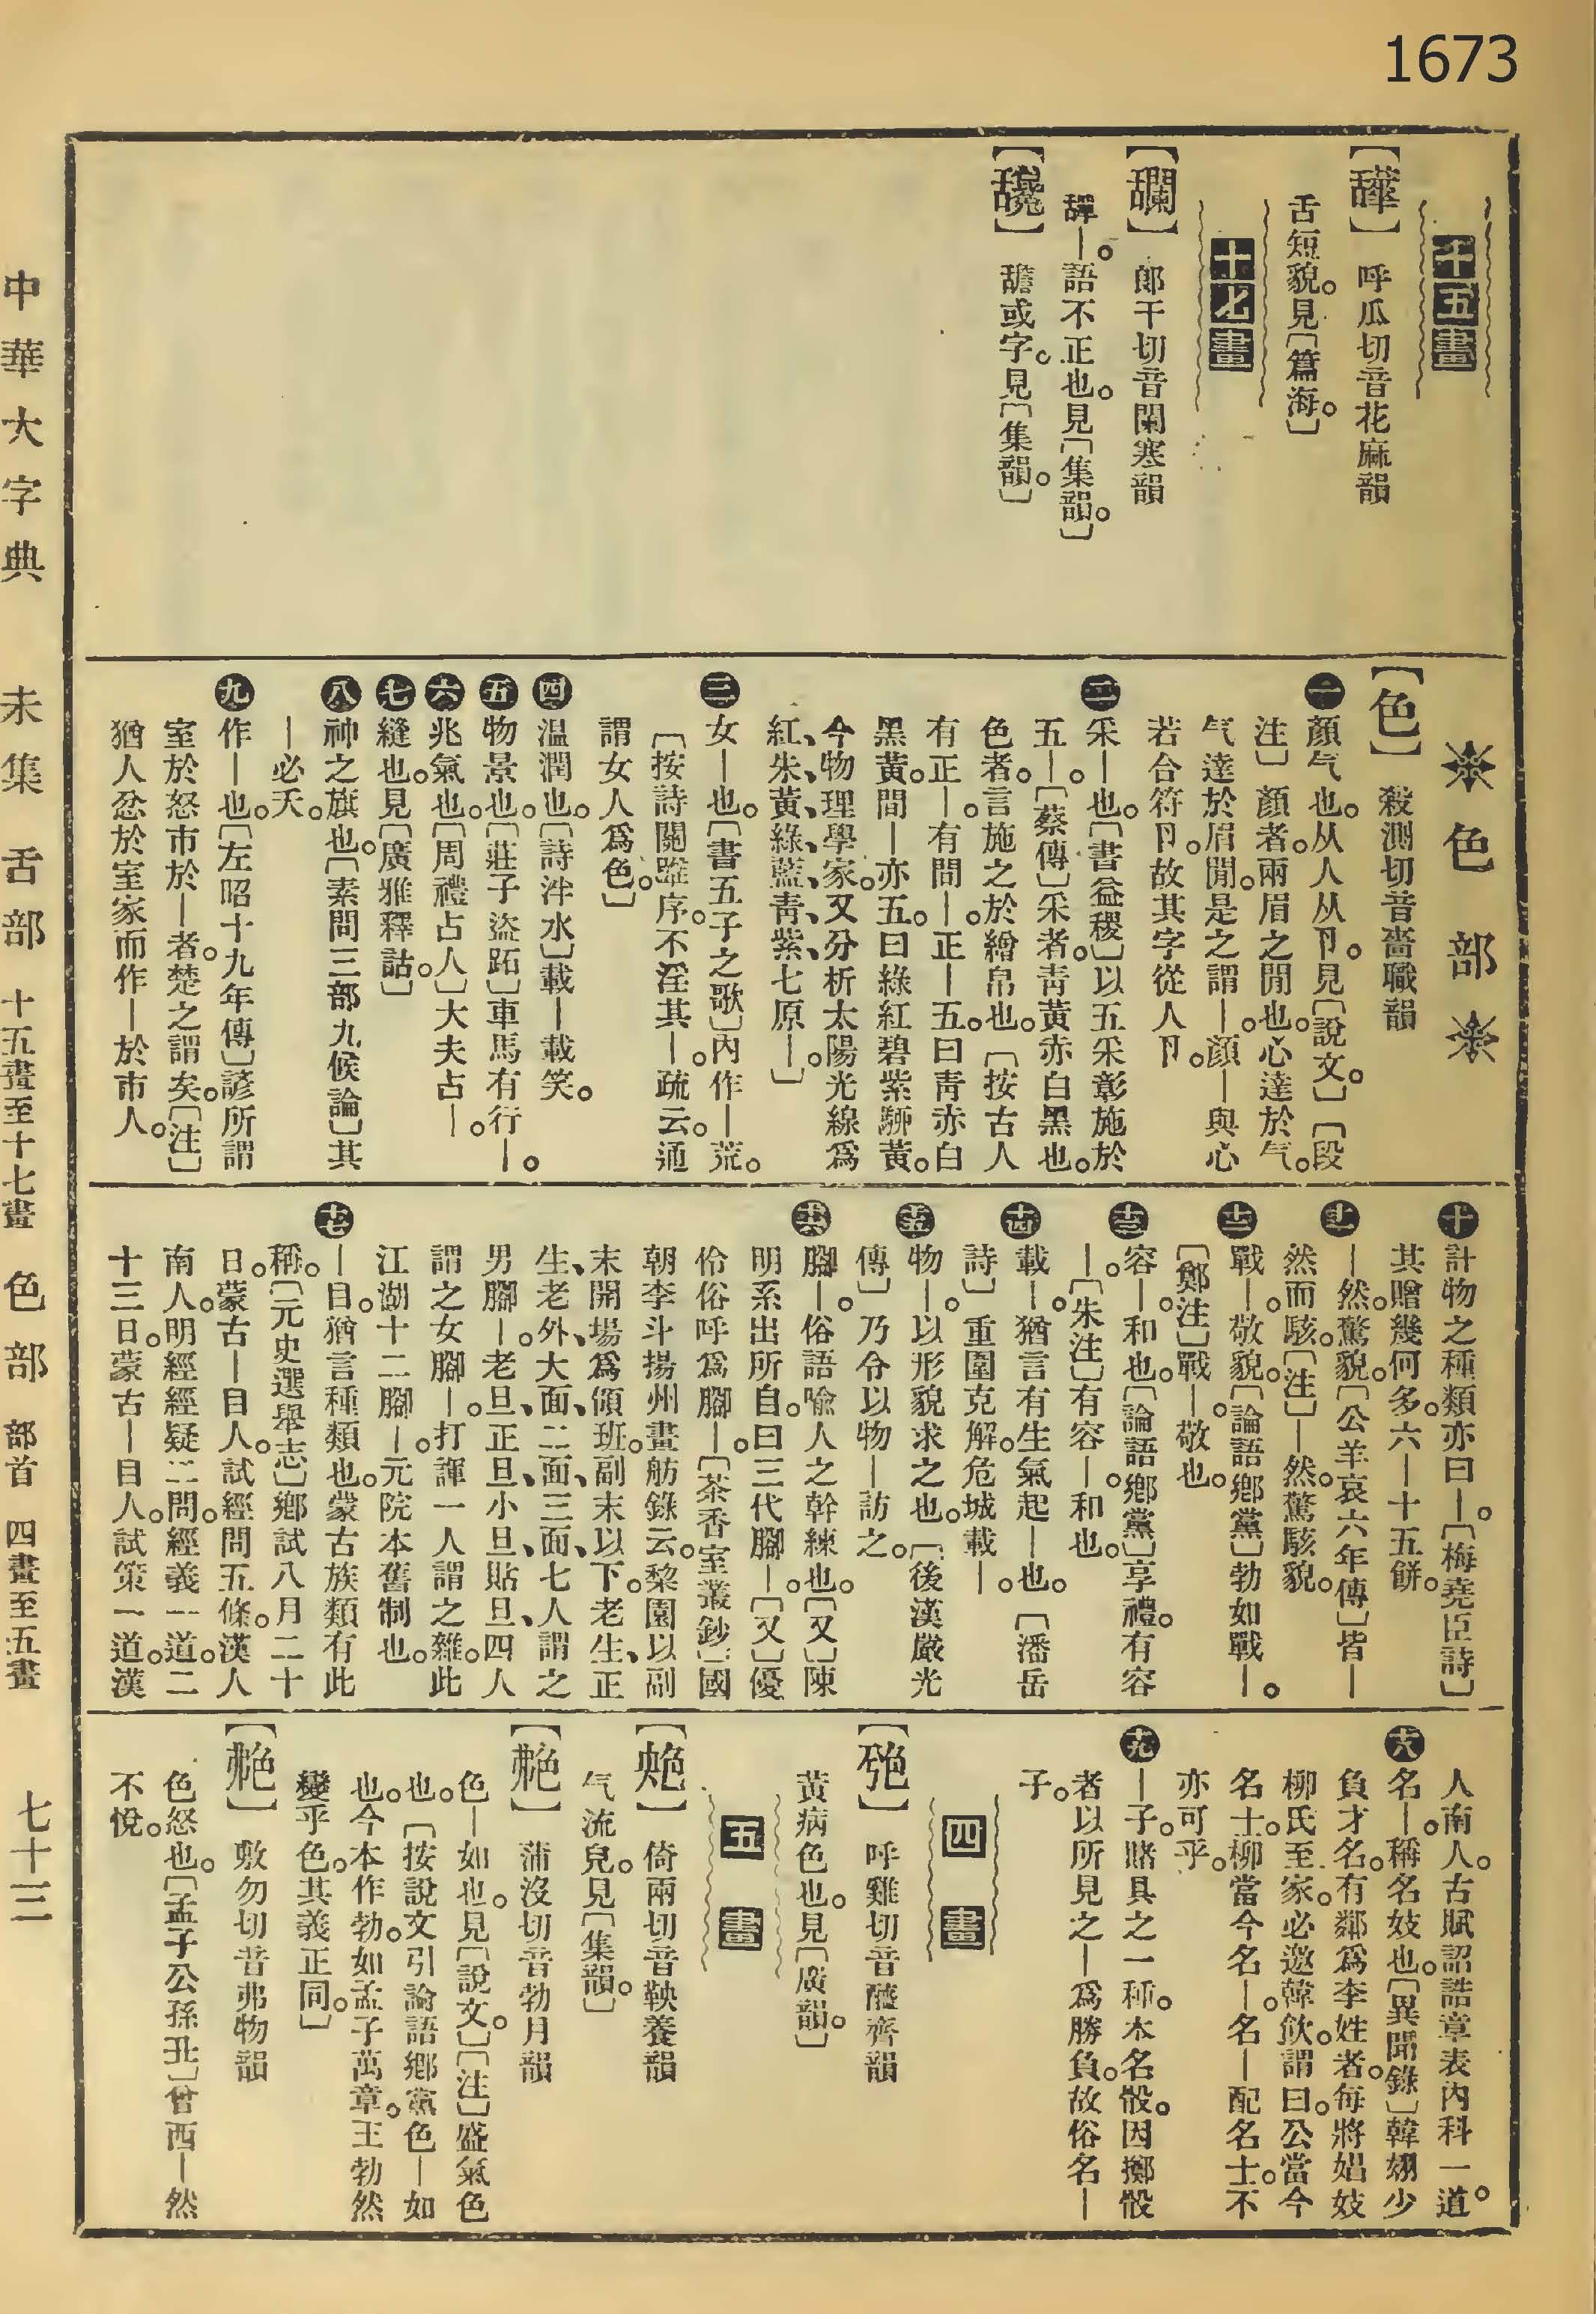 1673
十五畫
【𦧹】呼瓜切音花麻韻
舌短貌。見〔篇海。〕
十七畫
【𦧼】郎干切音闌寒韻
𦧴—。語不正也。見〔集韻。〕
或字。見〔集韻。〕
色部
【色】殺測切音嗇職韻
一 顏气也。从人从卪。見〔說文。〕〔段
注〕顏者。兩眉之閒也。心達於气。
气達於眉閒。是之謂—。顏—與心
若合符卪。故其字從人卪。
二 采—也。〔書益稷〕以五采彰施於
五—。〔蔡傳〕采者。青黃赤白黑也。
色者。言施之於繒帛也。〔按古人
有正—。有間—。正—五。曰青赤白
黑黃。間—亦五。曰綠紅碧紫駵黃。
今物理學家。又分析太陽光線爲
紅、朱、黃、綠、藍、青、紫、七原—。〕
三 女—也。〔書五子之歌〕內作—荒。
〔按詩關雎序。不淫其—。疏云。通
謂女人爲色。〕
四 温潤也。〔詩泮水〕載—載笑。
五 物景也。〔莊子盜跖〕車馬有行—。
六 兆氣也。〔周禮占人〕大夫占—。
七 縫也。見〔廣雅釋詁。〕
八 神之旗也。〔素問三部九候論〕其
—必夭。
九 作—也。〔左昭十九年傳〕諺所謂
室於怒市於—者。楚之謂矣。〔注〕
猶人忿於室家而作—於市人。
十 計物之種類亦曰—。〔梅堯臣詩〕
其贈幾何多。六—十五餠。
十一 —然。驚貌。〔公羊哀六年傳〕皆—
然而駭。〔注〕—然。驚駭貌。
十二 戰—。敬貌。〔論語鄉黨〕勃如戰—。
〔鄭注〕戰—。敬也。
十三 容—。和也。〔論語鄉黨〕享禮。有容
—。〔朱注〕有容—。和也。
十四 載—。猶言有生氣起—也。〔潘岳
詩〕重圍克解。危城載—。
十五 物—。以形貌求之也。〔後漢嚴光
傳〕乃令以物—訪之。
十六 腳—。俗語喻人之幹練也。〔又〕陳
明系出所自。曰三代腳—。〔又〕優
伶俗呼爲腳—。〔茶香室叢鈔〕國
朝李斗揚州畫舫錄云。黎園以副
末開場。爲領班。副末以下。老生、正
生、老外、大面、二面、三面、七人謂之
男腳—。老旦、正旦、小旦、貼旦、四人
謂之女腳—。打諢一人謂之雜。此
江湖十二腳—。元院本舊制也。
十七 —目。猶言種類也。蒙古族類有此
稱。〔元史選舉志〕鄉試八月二十
日。蒙古—目人。試經問五條。漢人
南人。明經經疑二問。經義一道。二
十三日。蒙古—目人試策一道。漢
人南人。古賦詔誥章表內科一道。
十八 名—。稱名妓也。〔異聞錄〕韓翃少
負才名。有鄰爲李姓者。每將娼妓
柳氏至家。必邀韓飲。謂曰。公當今
名士。柳當今名—。名—配名士。不
亦可乎。
十九 —子。賭具之一種。本名骰。因擲骰
者以所見之—爲勝負。故俗名—
子。
四畫
呼雞切音醯齊韻
黃病色也。見〔廣韻。〕
五畫
【䒋】倚兩切音鞅養韻
气流皃。見〔集韻。〕
【艴】蒲沒切音勃月韻
色—如也。見〔說文。〕〔注〕盛氣色
也。〔按說文引論語鄉黨色—如
也。今本作勃。如孟子萬章。王勃然
變乎色。其義正同。〕
【艴】敷勿切音弗物韻
色怒也。〔孟子公孫丑〕曾西—然
不悅。
中華大字典 未集 舌部 十五畫至十七畫 色部 部首 四畫至五畫 七十三